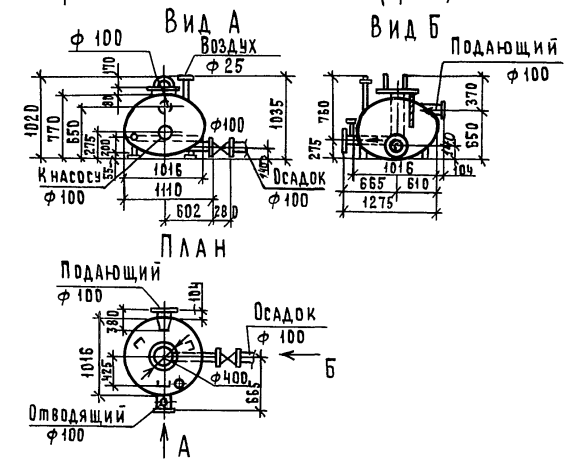 Вид А
ф 100
Воздух
ф 25
170
80
1020
770
650
275
200
55
ф100
1035
140
К насосу
ф 100
1016
1110
602
280
Осадок
ф 100
Вид Б
Подающий
ф 100
760
275
370
650
140
1016
104
665
610
1275
План
Подающий
ф 100
104
380
1016
425
Осадок
ф 100
Б
ф400
665
Отводящий
ф 100
А